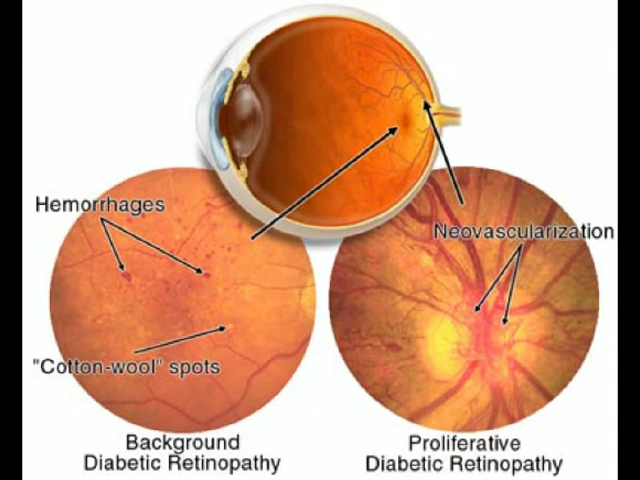 Hemorrhages
Neovascularization
"Cotton-wool" spots
Background
Diabetic Retinopathy
Proliferative
Diabetic Retinopathy